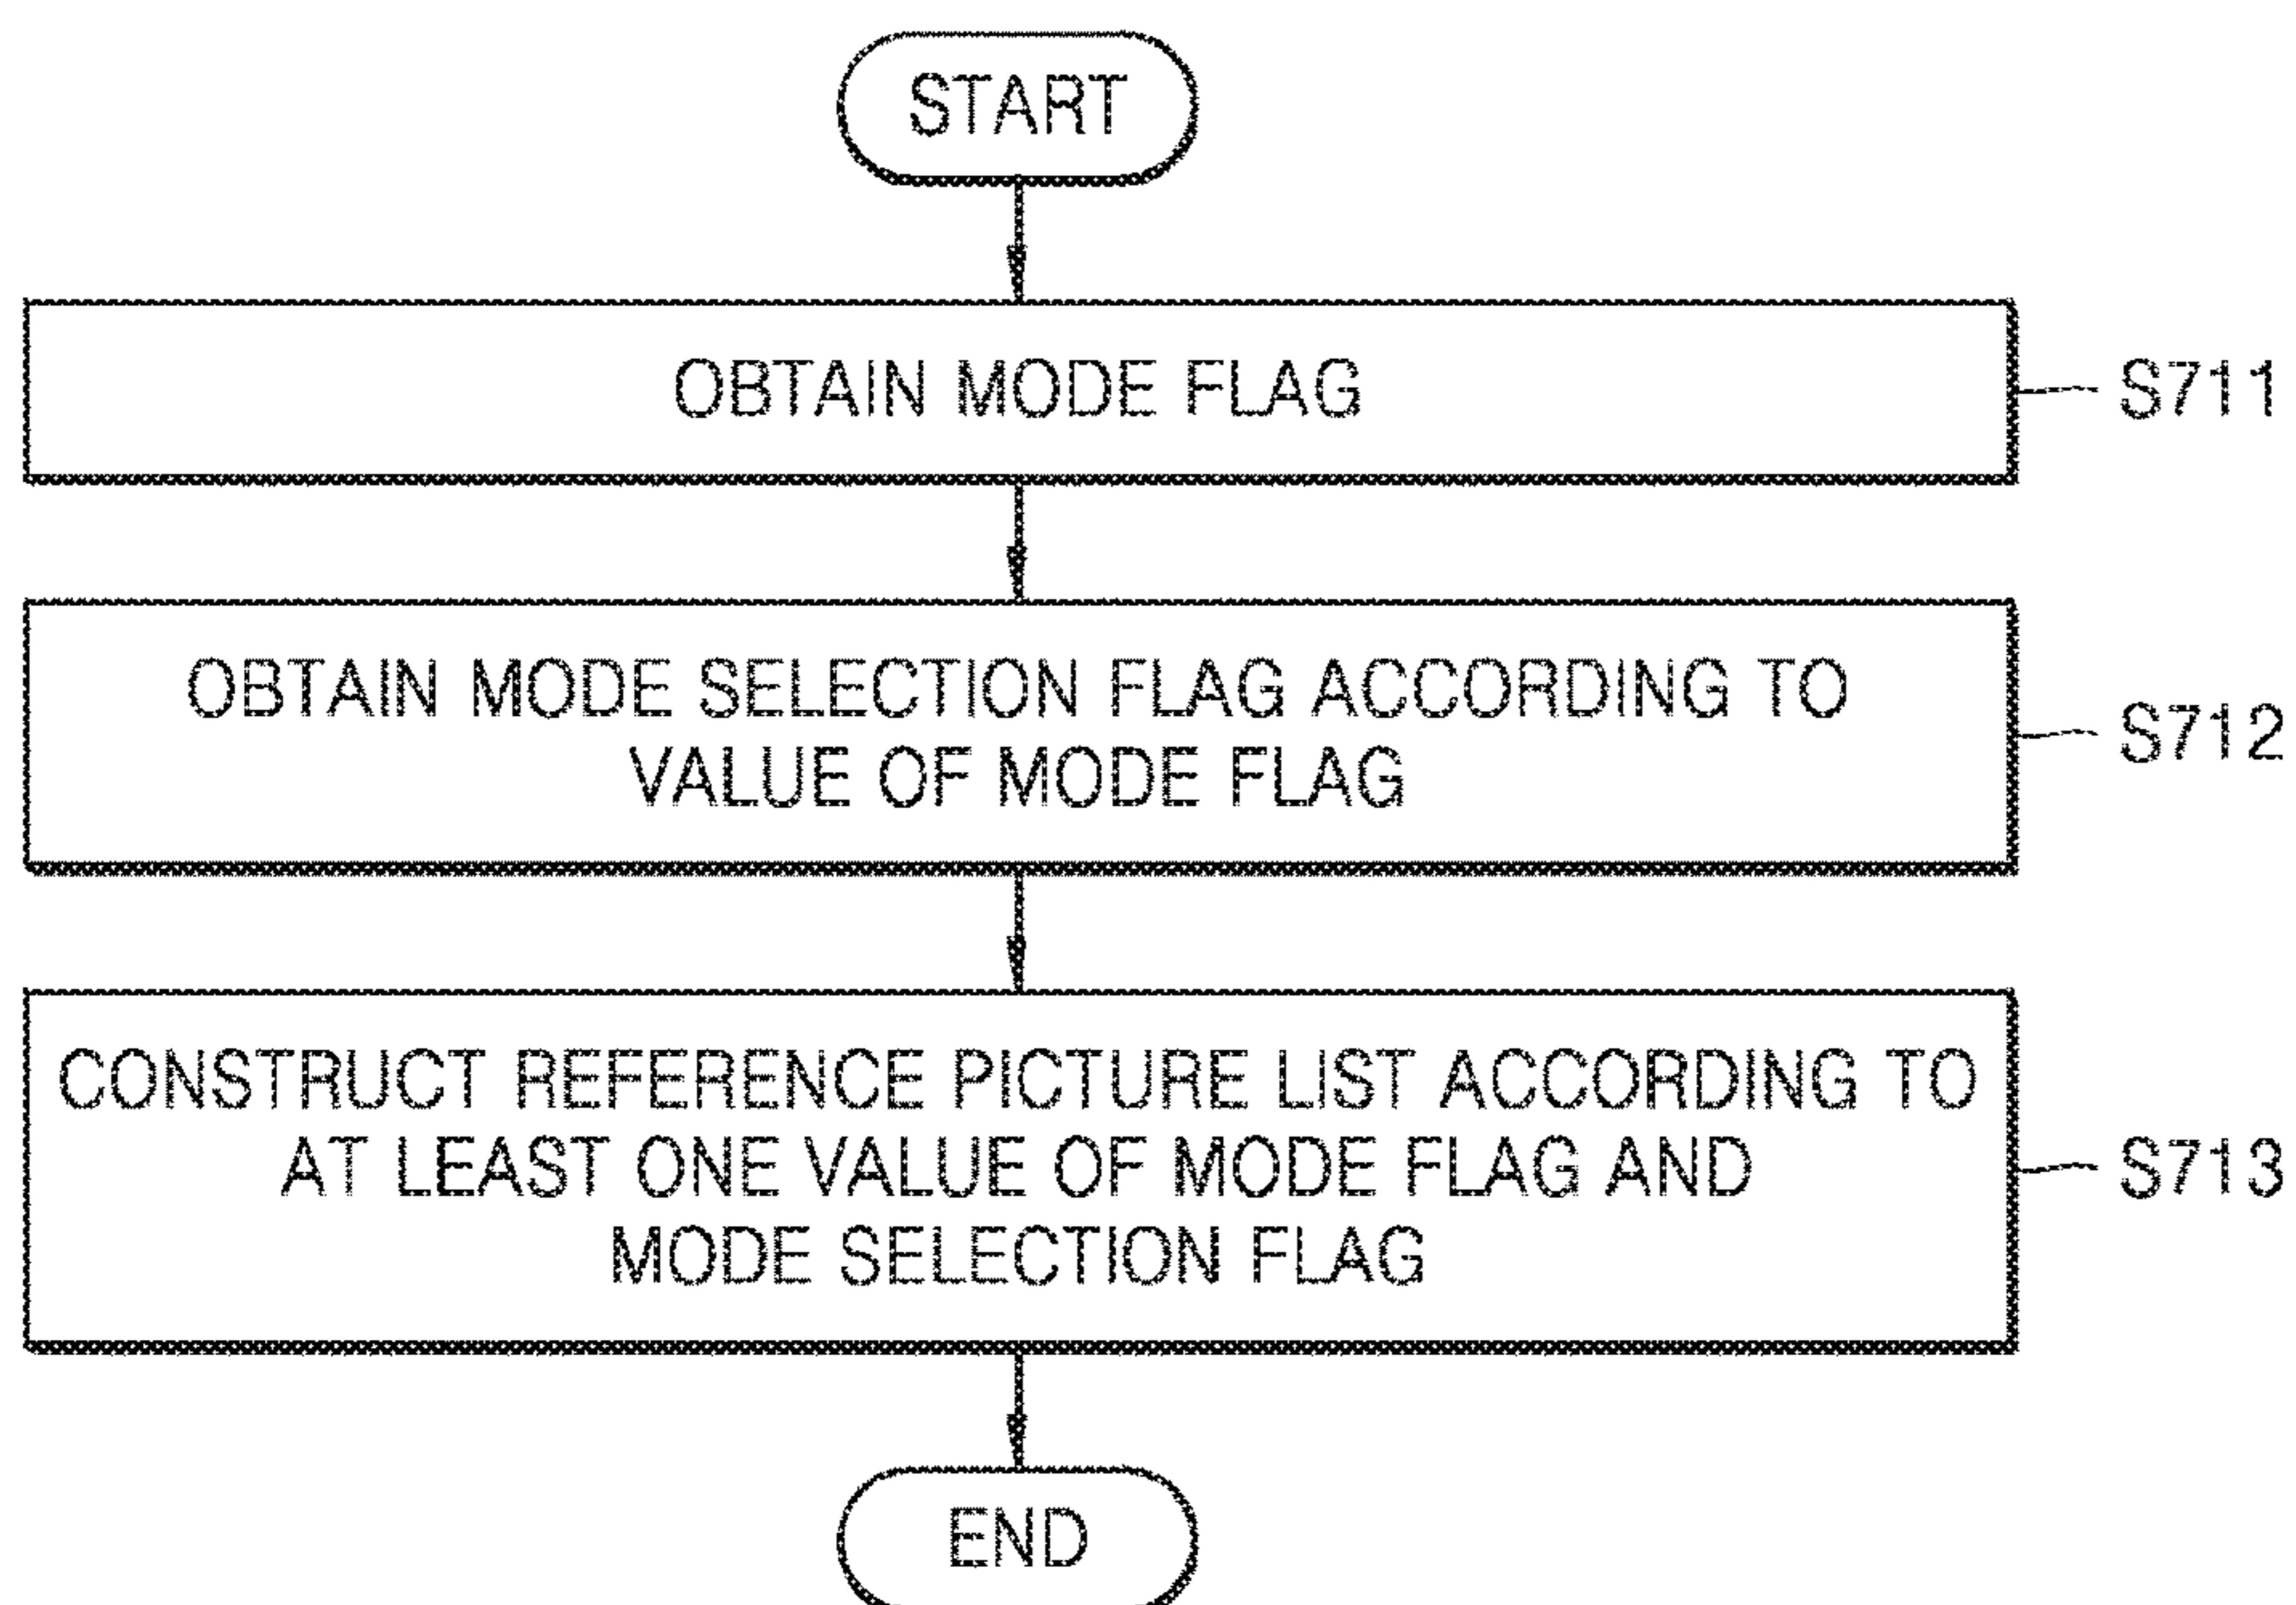 START
OBTAIN MODE FLAG
S711
OBTAIN MODE SELECTION FLAG ACCORDING TO
VALUE OF MODE FLAG
S712
CONSTRUCT REFERENCE PICTURE LIST ACCORDING TO
AT LEAST ONE VALUE OF MODE FLAG AND
MODE SELECTION FLAG
S713
END